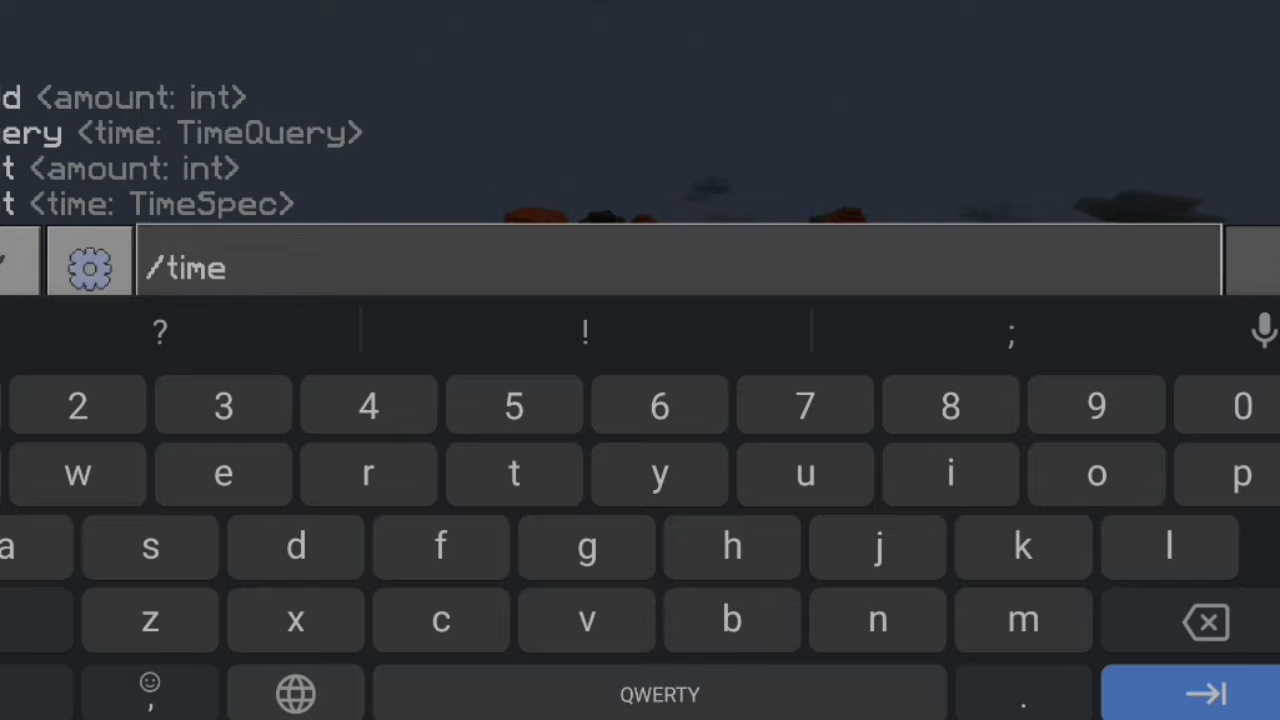 d <amount: int>
ery <time: TimeQuery>
t <amount: int>
t <time: TimeSpec>
/time
? ! ;
2 3 4 5 6 7 8 9 0
w e r t y u i o p
a s d f g h j k l
z x c v b n m
, QWERTY .